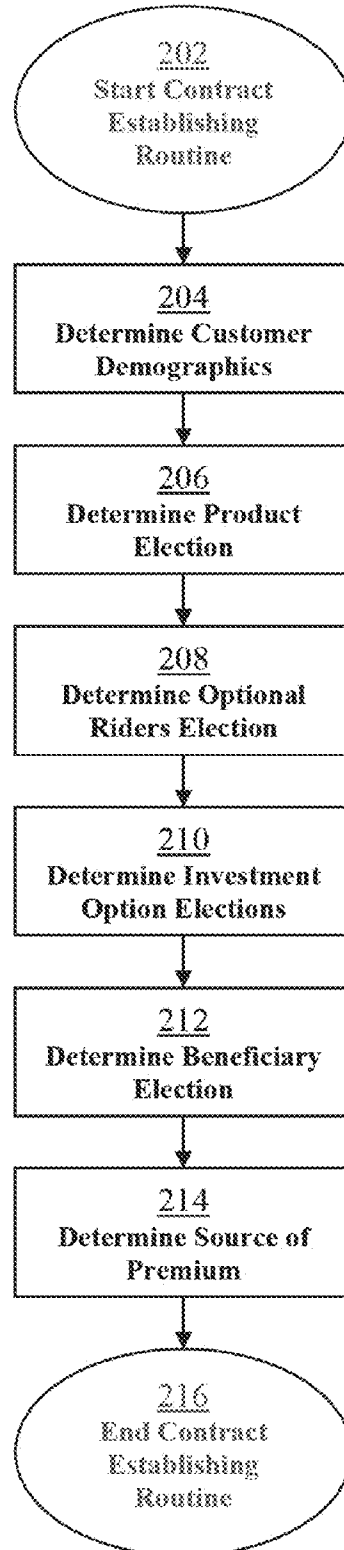 202
Start Contract
Establishing
Routine
204
Determine Customer
Demographics
206
Determine Product
Election
208
Determine Optional
Riders Election
210
Determine Investment
Option Elections
212
Determine Beneficiary
Election
214
Determine Source of
Premium
216
End Contract
Establishing
Routine